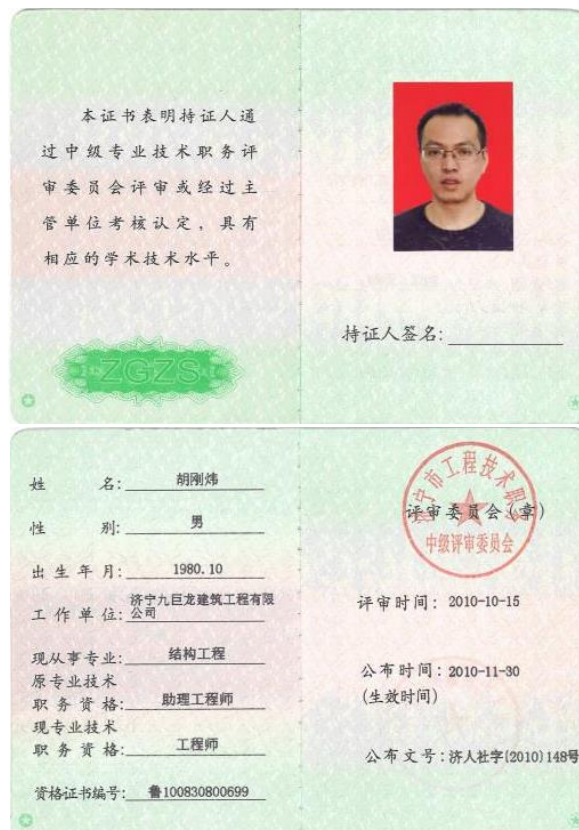 本证书表明持证人通
过中级专业技术职务评
审委员会评审或经过主
管单位考核认定，具有
相应的学术技术水平。
ZGZS
持证人签名:
姓 名: 胡刚炜
性 别: 男
出生年月: 1980.10
工作单位: 济宁九巨龙建筑工程有限
公司
现从事专业: 结构工程
原专业技术
职务资格: 助理工程师
现专业技术
职务资格: 工程师
资格证书编号: 鲁100830800699
济宁市工程技术职务
中级评审委员会
评审委员会(章)
评审时间: 2010-10-15
公布时间: 2010-11-30
(生效时间)
公布文号: 济人社字[2010]148号